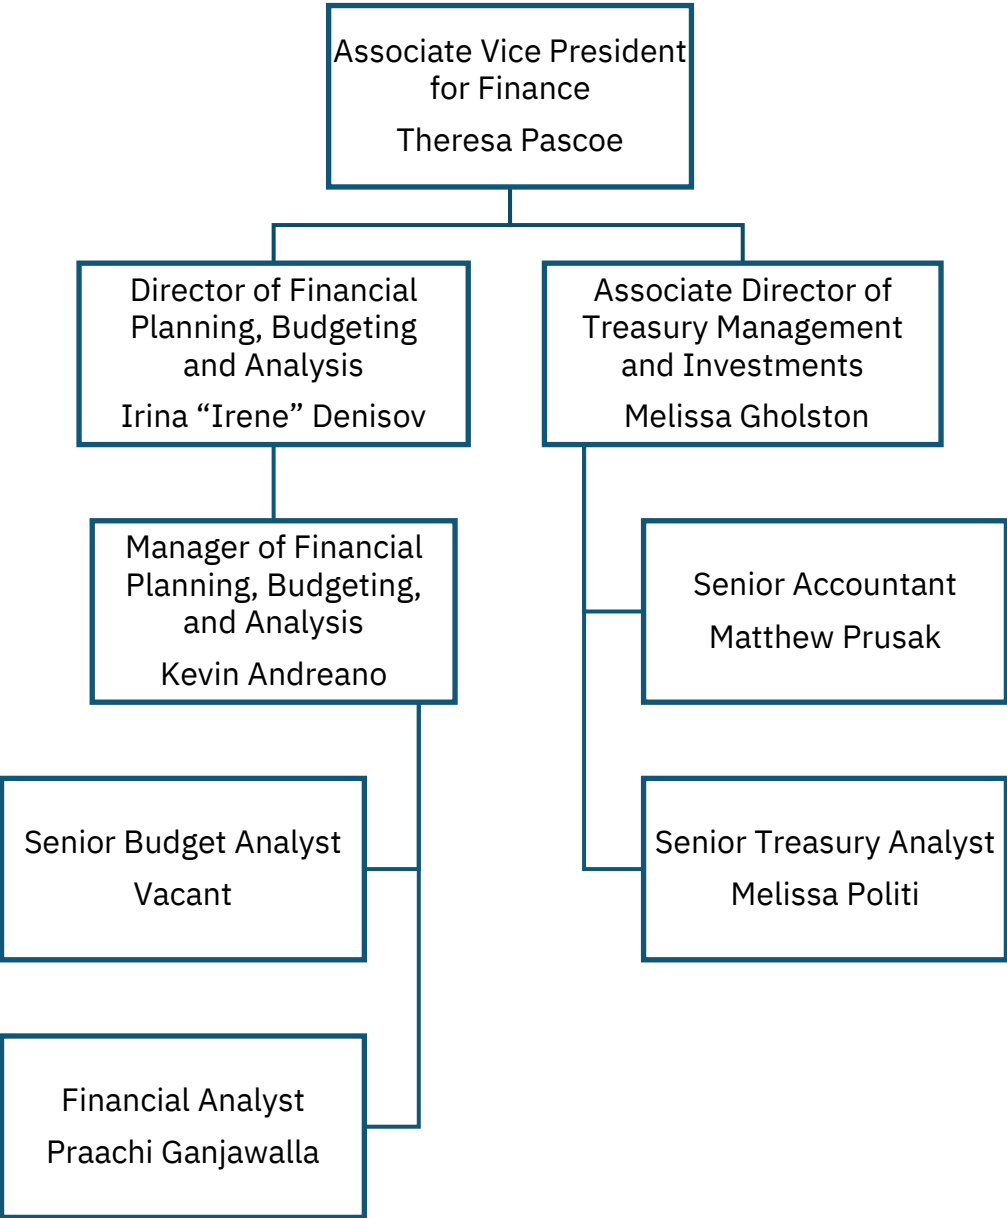 Associate Vice President
for Finance
Theresa Pascoe
Director of Financial
Planning, Budgeting
and Analysis
Irina “Irene” Denisov
Associate Director of
Treasury Management
and Investments
Melissa Gholston
Manager of Financial
Planning, Budgeting,
and Analysis
Kevin Andreano
Senior Accountant
Matthew Prusak
Senior Budget Analyst
Vacant
Senior Treasury Analyst
Melissa Politi
Financial Analyst
Praachi Ganjawalla